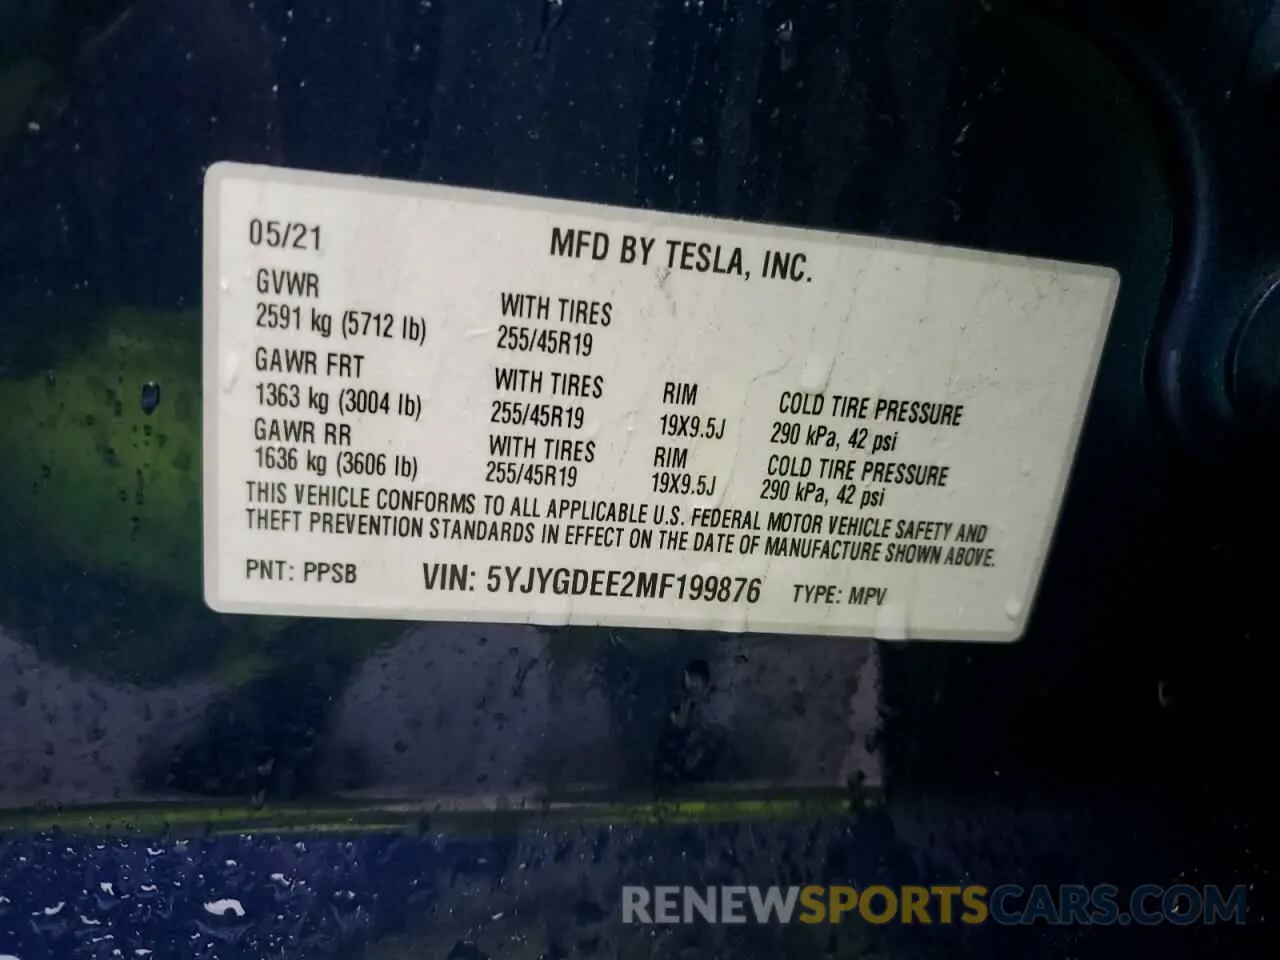 05/21
MFD BY TESLA, INC.
GVWR
2591 kg (5712 lb)
WITH TIRES
255/45R19
GAWR FRT
1363 kg (3004 lb)
WITH TIRES
255/45R19
RIM
19X9.5J
COLD TIRE PRESSURE
290 kPa, 42 psi
GAWR RR
1636 kg (3606 lb)
WITH TIRES
255/45R19
RIM
19X9.5J
COLD TIRE PRESSURE
290 kPa, 42 psi
THIS VEHICLE CONFORMS TO ALL APPLICABLE U.S. FEDERAL MOTOR VEHICLE SAFETY AND
THEFT PREVENTION STANDARDS IN EFFECT ON THE DATE OF MANUFACTURE SHOWN ABOVE.
PNT: PPSB VIN: 5YJYGDEE2MF199876 TYPE: MPV
RENEWSPORTSCARS.COM